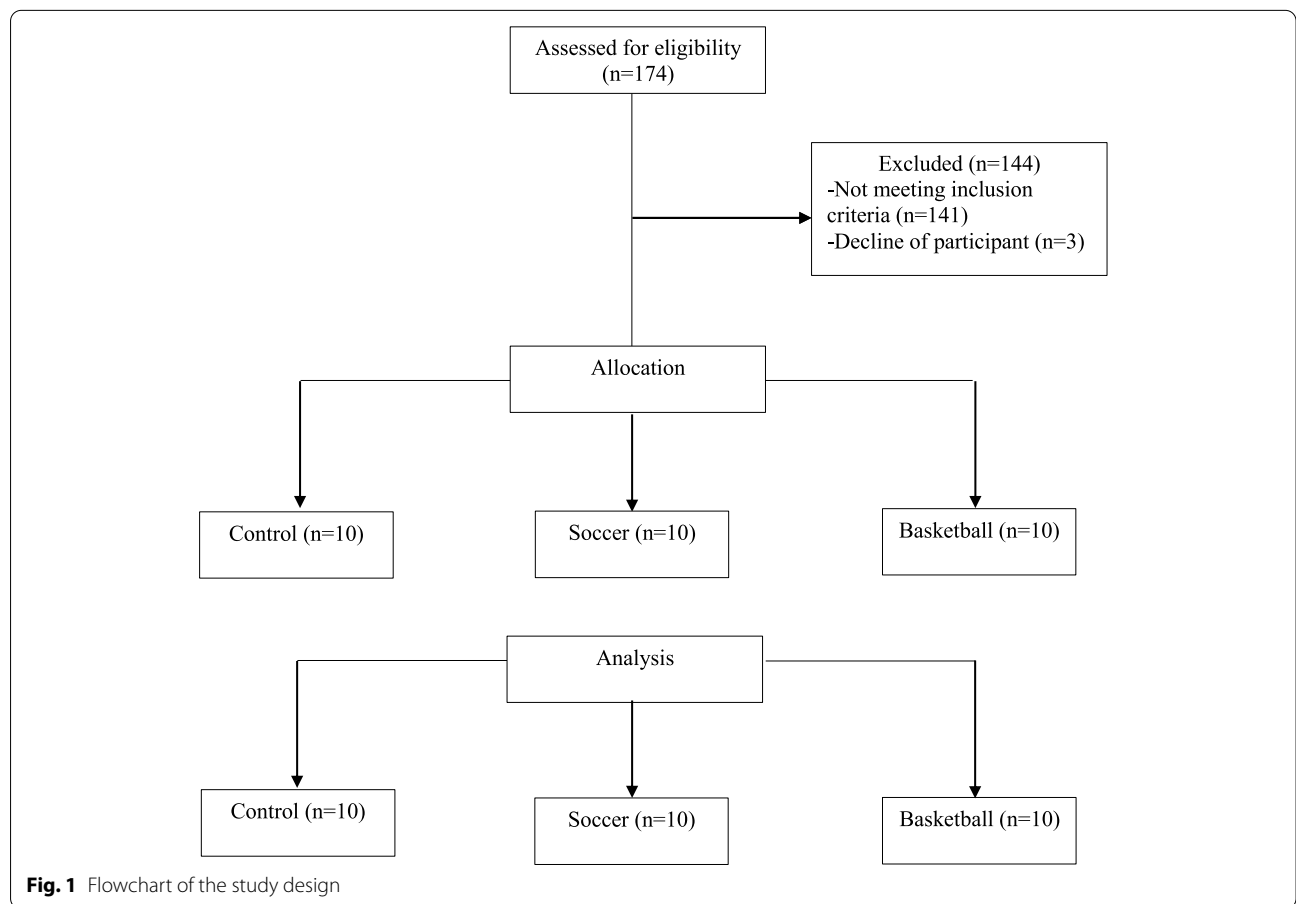 Assessed for eligibility
(n=174)
Excluded (n=144)
-Not meeting inclusion
criteria (n=141)
-Decline of participant (n=3)
Allocation
Control (n=10)
Soccer (n=10)
Basketball (n=10)
Analysis
Control (n=10)
Soccer (n=10)
Basketball (n=10)
Fig. 1 Flowchart of the study design